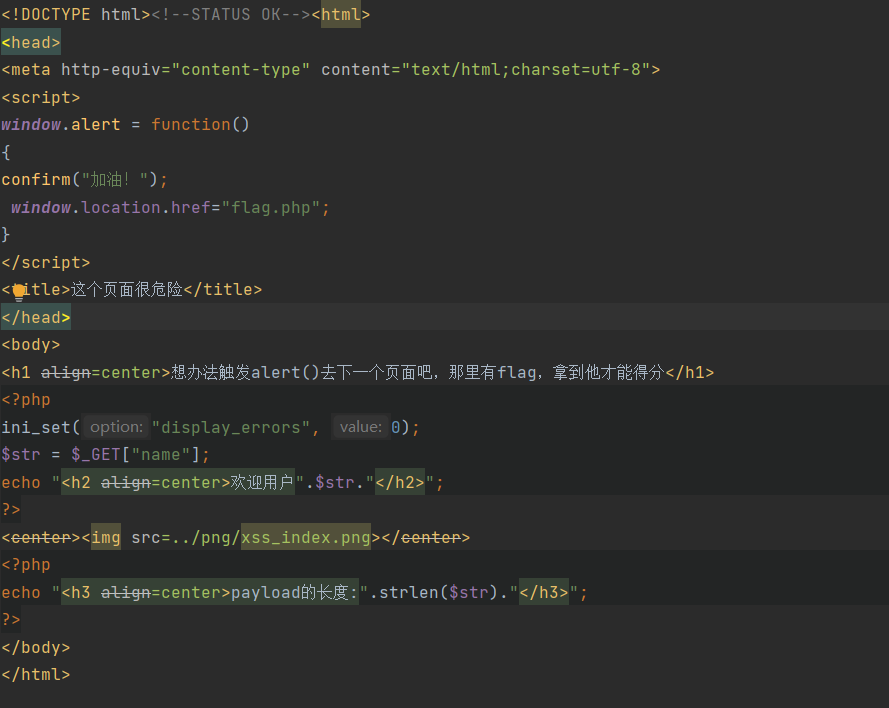 <!DOCTYPE html><!--STATUS OK--><html>
<head>
<meta http-equiv="content-type" content="text/html;charset=utf-8">
<script>
window.alert = function()
{
confirm("加油！");
 window.location.href="flag.php";
}
</script>
<title>这个页面很危险</title>
</head>
<body>
<h1 align=center>想办法触发alert()去下一个页面吧，那里有flag，拿到他才能得分</h1>
<?php
ini_set( option: "display_errors", value: 0);
$str = $_GET["name"];
echo "<h2 align=center>欢迎用户".$str."</h2>";
?>
<center><img src=../png/xss_index.png></center>
<?php
echo "<h3 align=center>payload的长度:".strlen($str)."</h3>";
?>
</body>
</html>